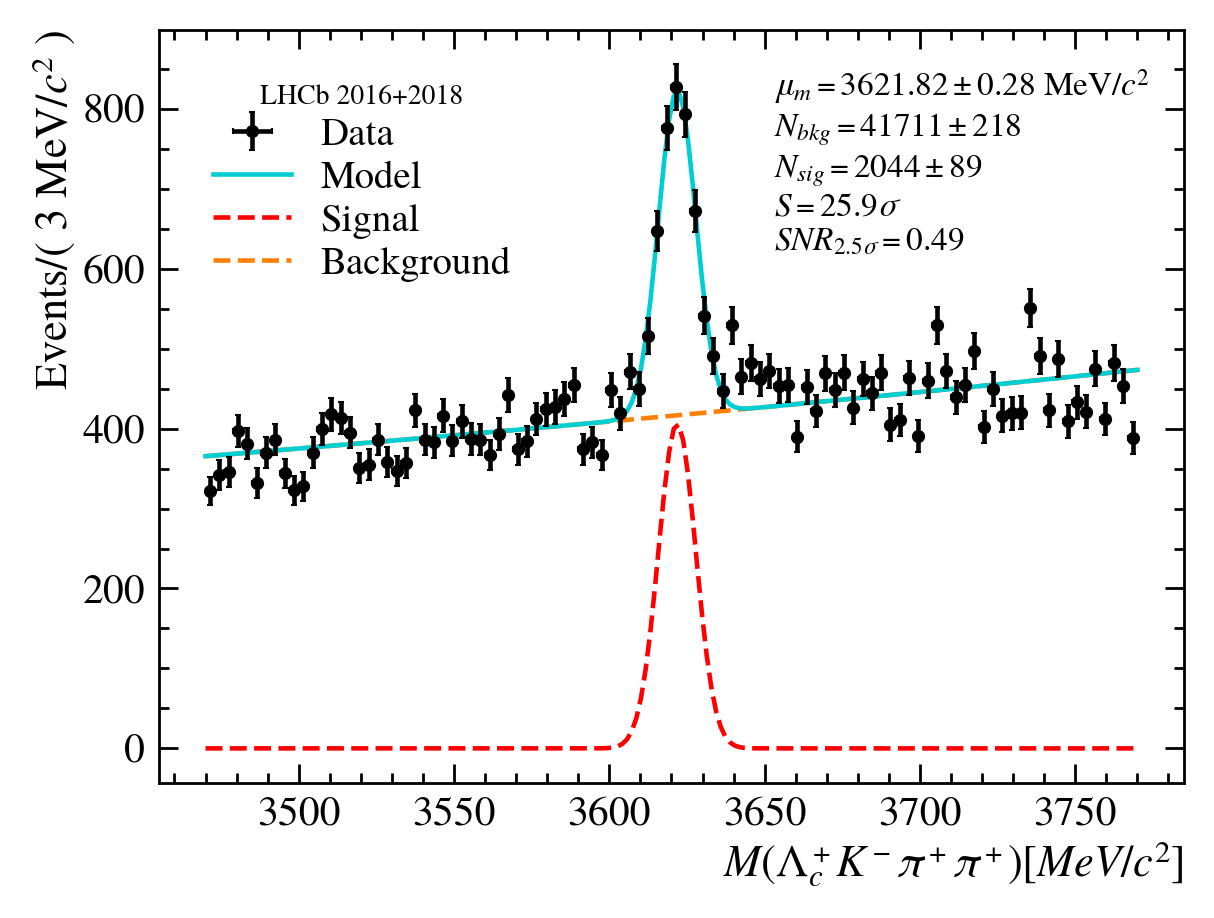 Events/( 3 MeV/c² )
800
600
400
200
0
LHCb 2016+2018
Data
Model
Signal
Background
μₘ = 3621.82 ± 0.28 MeV/c²
N_bkg = 41711 ± 218
N_sig = 2044 ± 89
S = 25.9σ
SNR_2.5σ = 0.49
3500 3550 3600 3650 3700 3750
M(Λ_c^+ K^- π^+ π^+)[MeV/c²]